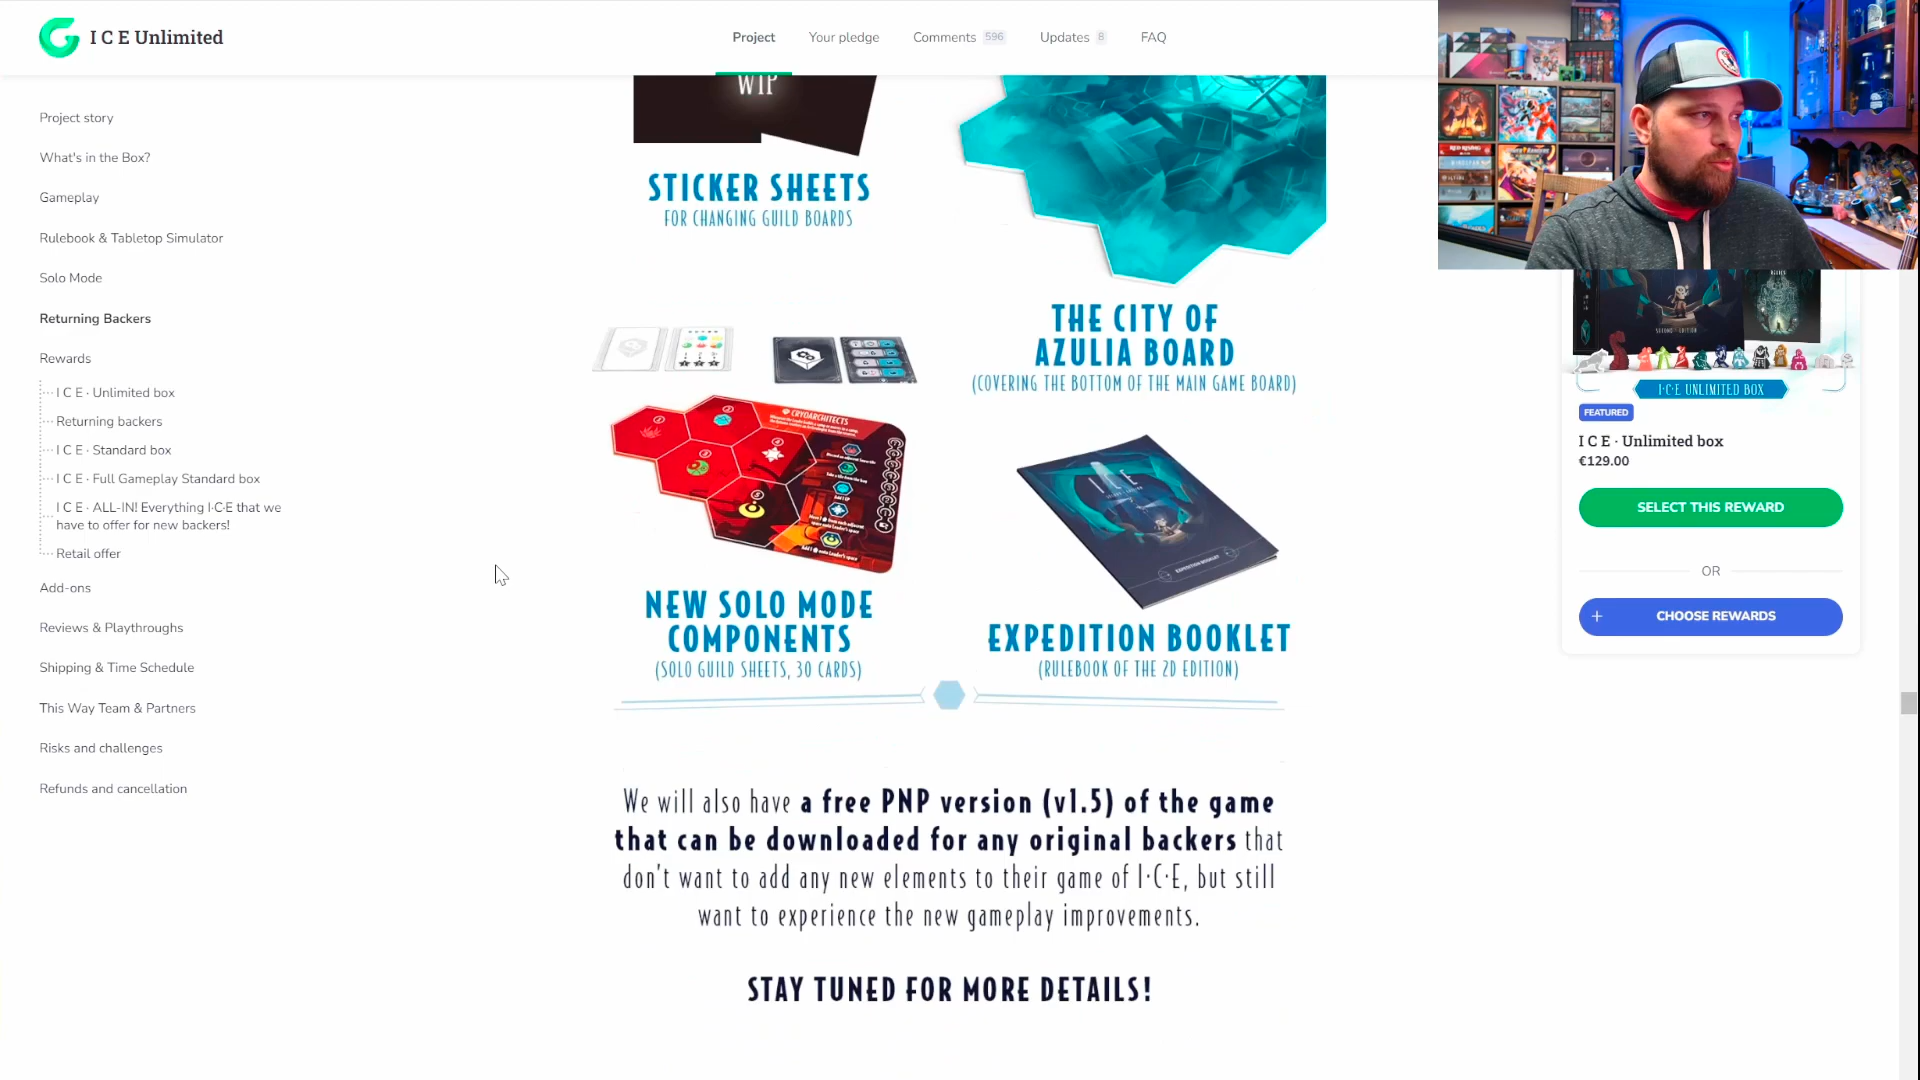 I C E Unlimited
Project
Your pledge
Comments 596
Updates 8
FAQ
Project story
What's in the Box?
Gameplay
Rulebook & Tabletop Simulator
Solo Mode
Returning Backers
Rewards
I C E · Unlimited box
Returning backers
I C E · Standard box
I C E · Full Gameplay Standard box
I C E · ALL-IN! Everything I·C·E that we
have to offer for new backers!
Retail offer
Add-ons
Reviews & Playthroughs
Shipping & Time Schedule
This Way Team & Partners
Risks and challenges
Refunds and cancellation
WIP
STICKER SHEETS
FOR CHANGING GUILD BOARDS
THE CITY OF
AZULIA BOARD
(COVERING THE BOTTOM OF THE MAIN GAME BOARD)
CRYOARCHITECTS
NEW SOLO MODE
COMPONENTS
(SOLO GUILD SHEETS, 30 CARDS)
I C E
EXPEDITION BOOKLET
EXPEDITION BOOKLET
(RULEBOOK OF THE 2D EDITION)
We will also have a free PNP version (v1.5) of the game
that can be downloaded for any original backers that
don't want to add any new elements to their game of I·C·E, but still
want to experience the new gameplay improvements.
STAY TUNED FOR MORE DETAILS!
I·C·E UNLIMITED BOX
FEATURED
I C E · Unlimited box
€129.00
SELECT THIS REWARD
OR
+ CHOOSE REWARDS